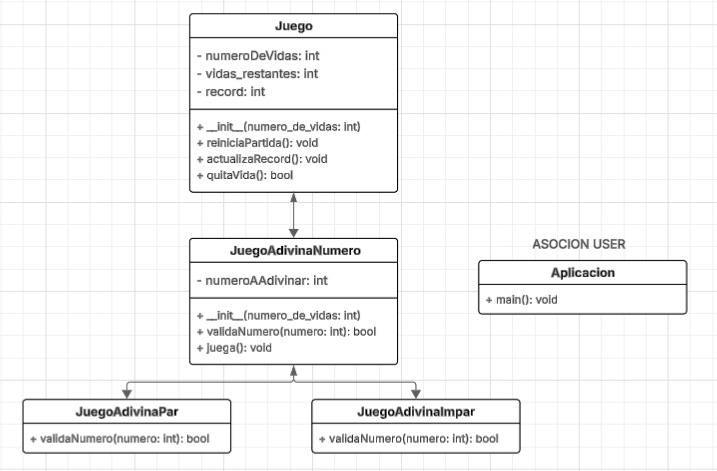 Juego
- numeroDeVidas: int
- vidas_restantes: int
- record: int
+ __init__(numero_de_vidas: int)
+ reiniciaPartida(): void
+ actualizaRecord(): void
+ quitaVida(): bool
JuegoAdivinaNumero
- numeroAAdivinar: int
+ __init__(numero_de_vidas: int)
+ validaNumero(numero: int): bool
+ juega(): void
ASOCION USER
Aplicacion
+ main(): void
JuegoAdivinaPar
+ validaNumero(numero: int): bool
JuegoAdivinaImpar
+ validaNumero(numero: int): bool